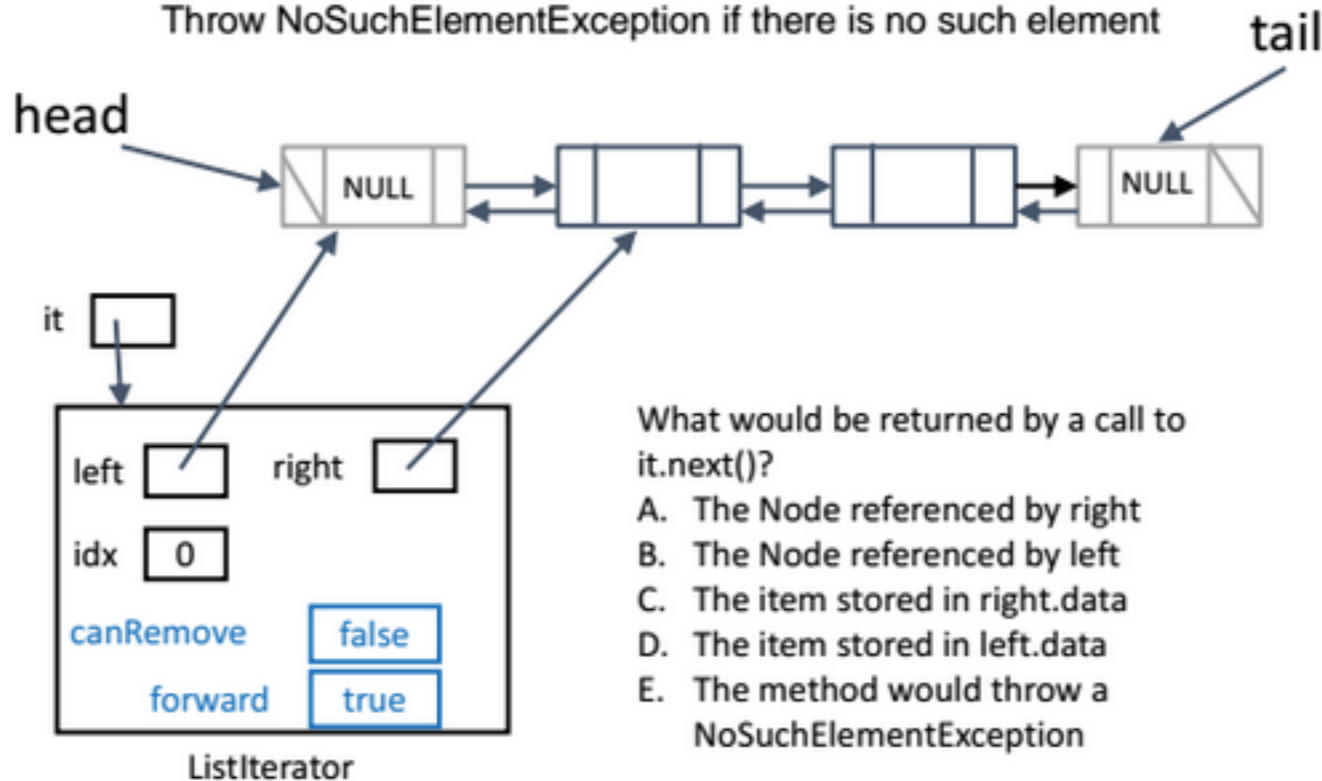 Throw NoSuchElementException if there is no such element
tail
head
NULL
NULL
it
left
right
idx
0
canRemove
false
forward
true
ListIterator
What would be returned by a call to
it.next()?
A. The Node referenced by right
B. The Node referenced by left
C. The item stored in right.data
D. The item stored in left.data
E. The method would throw a
NoSuchElementException